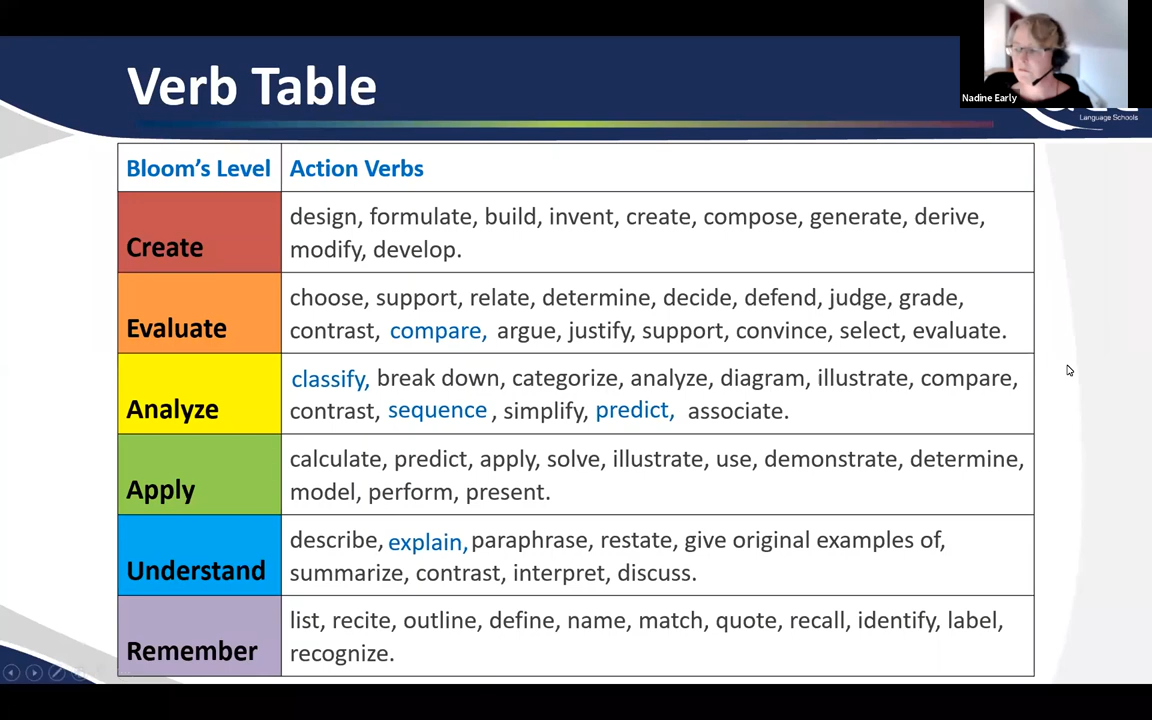 Verb Table
Nadine Early
Language Schools
Bloom's Level
Action Verbs
Create
design, formulate, build, invent, create, compose, generate, derive,
modify, develop.
Evaluate
choose, support, relate, determine, decide, defend, judge, grade,
contrast, compare, argue, justify, support, convince, select, evaluate.
Analyze
classify, break down, categorize, analyze, diagram, illustrate, compare,
contrast, sequence , simplify, predict, associate.
Apply
calculate, predict, apply, solve, illustrate, use, demonstrate, determine,
model, perform, present.
Understand
describe, explain, paraphrase, restate, give original examples of,
summarize, contrast, interpret, discuss.
Remember
list, recite, outline, define, name, match, quote, recall, identify, label,
recognize.